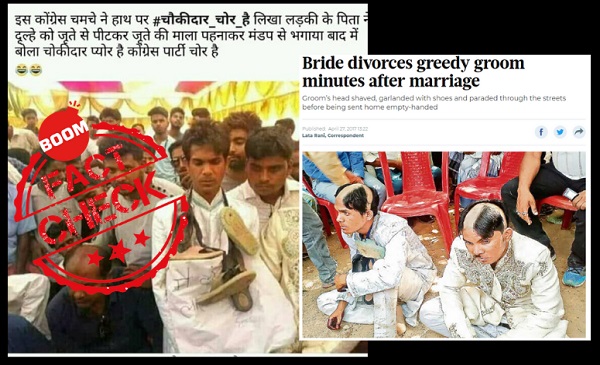 इस कोंग्रेस चमचे ने हाथ पर #चौकीदार_चोर_है लिखा लड़की के पिता ने
दूल्हे को जूते से पीटकर जूते की माला पहनाकर मंडप से भगाया बाद में
बोला चोकीदार प्योर है काँग्रेस पार्टी चोर है
😂😂
BOOM
FACT
CHECK
Bride divorces greedy groom
minutes after marriage
Groom's head shaved, garlanded with shoes and paraded through the streets
before being sent home empty-handed
Published: April 27, 2017 13:22
Lata Rani, Correspondent